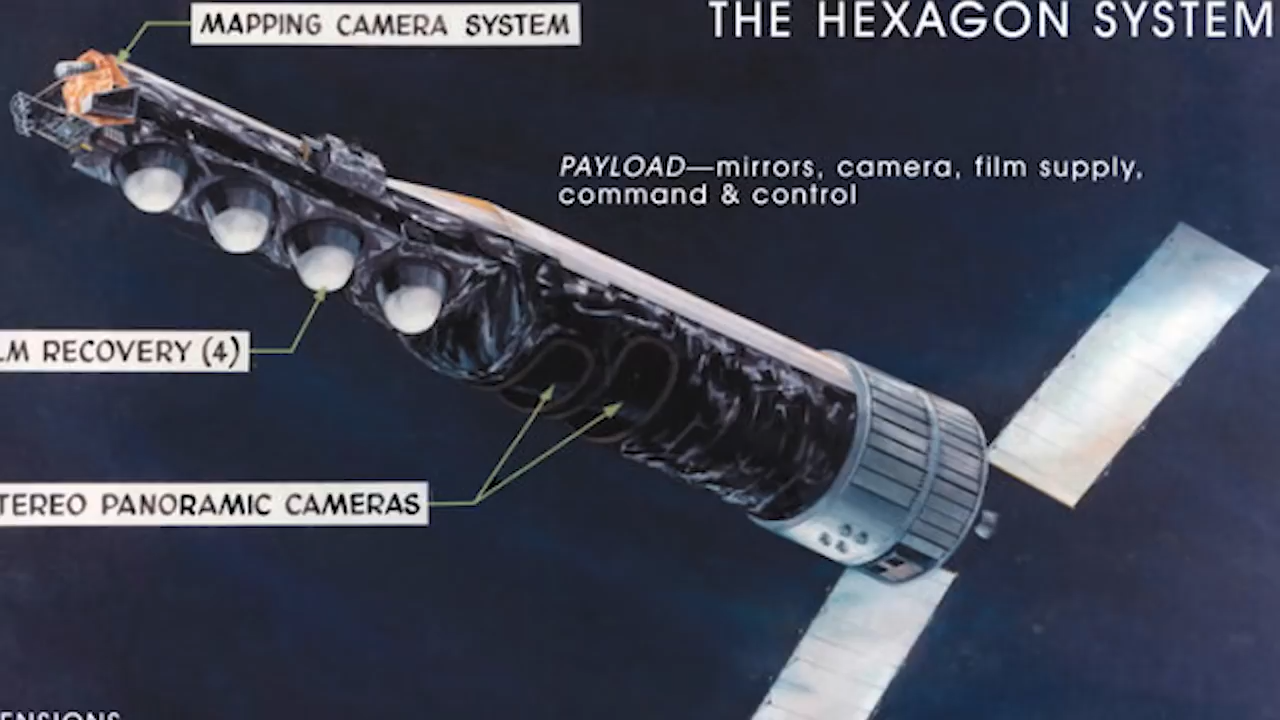 MAPPING CAMERA SYSTEM
THE HEXAGON SYSTEM
PAYLOAD—mirrors, camera, film supply,
command & control
LM RECOVERY (4)
TEREO PANORAMIC CAMERAS
ENSIONS